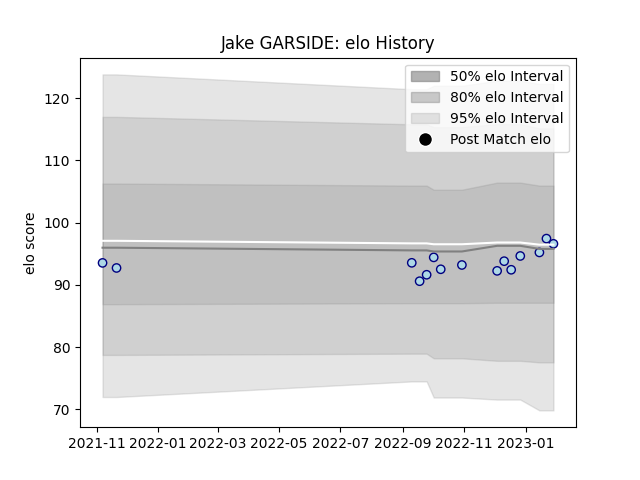 Jake GARSIDE: elo History
50% elo Interval
80% elo Interval
95% elo Interval
Post Match elo
elo score
120
110
100
90
80
70
2021-11 2022-01 2022-03 2022-05 2022-07 2022-09 2022-11 2023-01